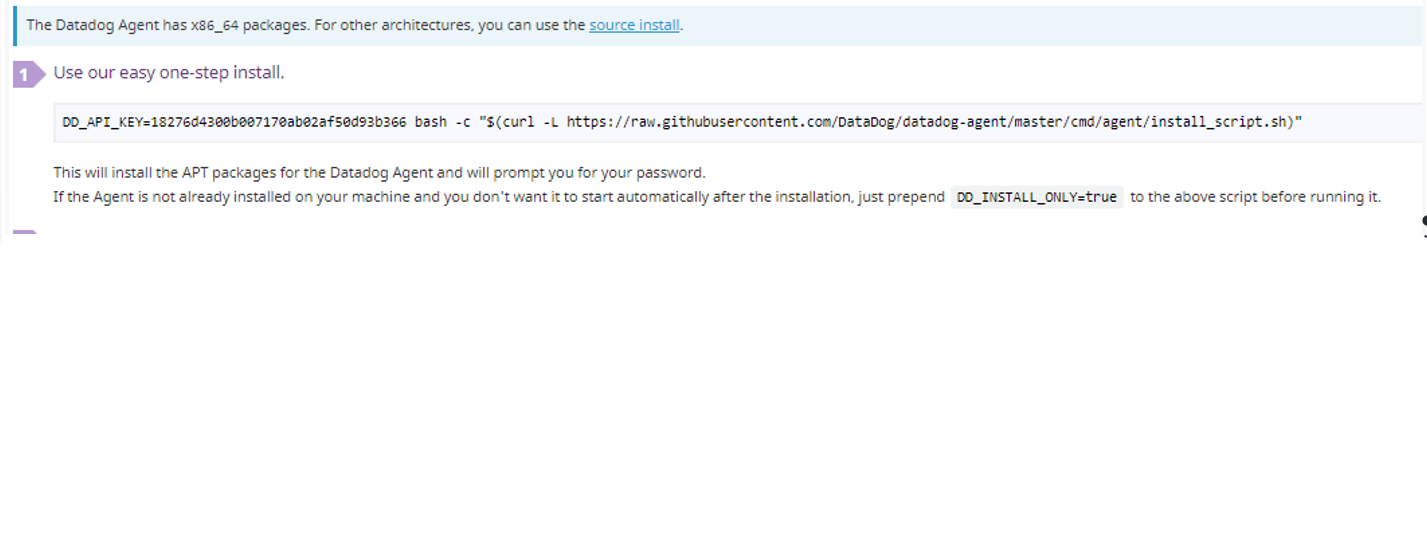 The Datadog Agent has x86_64 packages. For other architectures, you can use the source install.
1 Use our easy one-step install.
DD_API_KEY=18276d4300b007170ab02af50d93b366 bash -c "$(curl -L https://raw.githubusercontent.com/DataDog/datadog-agent/master/cmd/agent/install_script.sh)"
This will install the APT packages for the Datadog Agent and will prompt you for your password.
If the Agent is not already installed on your machine and you don't want it to start automatically after the installation, just prepend DD_INSTALL_ONLY=true to the above script before running it.